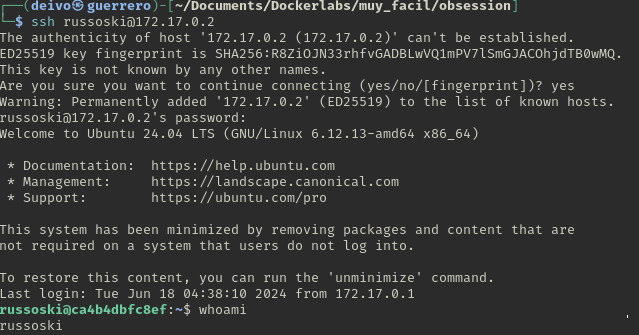 (deivo㉿guerrero)-[~/Documents/Dockerlabs/muy_facil/obsession]
$ ssh russoski@172.17.0.2
The authenticity of host '172.17.0.2 (172.17.0.2)' can't be established.
ED25519 key fingerprint is SHA256:R8ZiOJN33rhfvGADBLwVQ1mPV7lSmGJACOhjdTB0wMQ.
This key is not known by any other names.
Are you sure you want to continue connecting (yes/no/[fingerprint])? yes
Warning: Permanently added '172.17.0.2' (ED25519) to the list of known hosts.
russoski@172.17.0.2's password:
Welcome to Ubuntu 24.04 LTS (GNU/Linux 6.12.13-amd64 x86_64)
* Documentation: https://help.ubuntu.com
* Management: https://landscape.canonical.com
* Support: https://ubuntu.com/pro
This system has been minimized by removing packages and content that are
not required on a system that users do not log into.
To restore this content, you can run the 'unminimize' command.
Last login: Tue Jun 18 04:38:10 2024 from 172.17.0.1
russoski@ca4b4dbfc8ef:~$ whoami
russoski